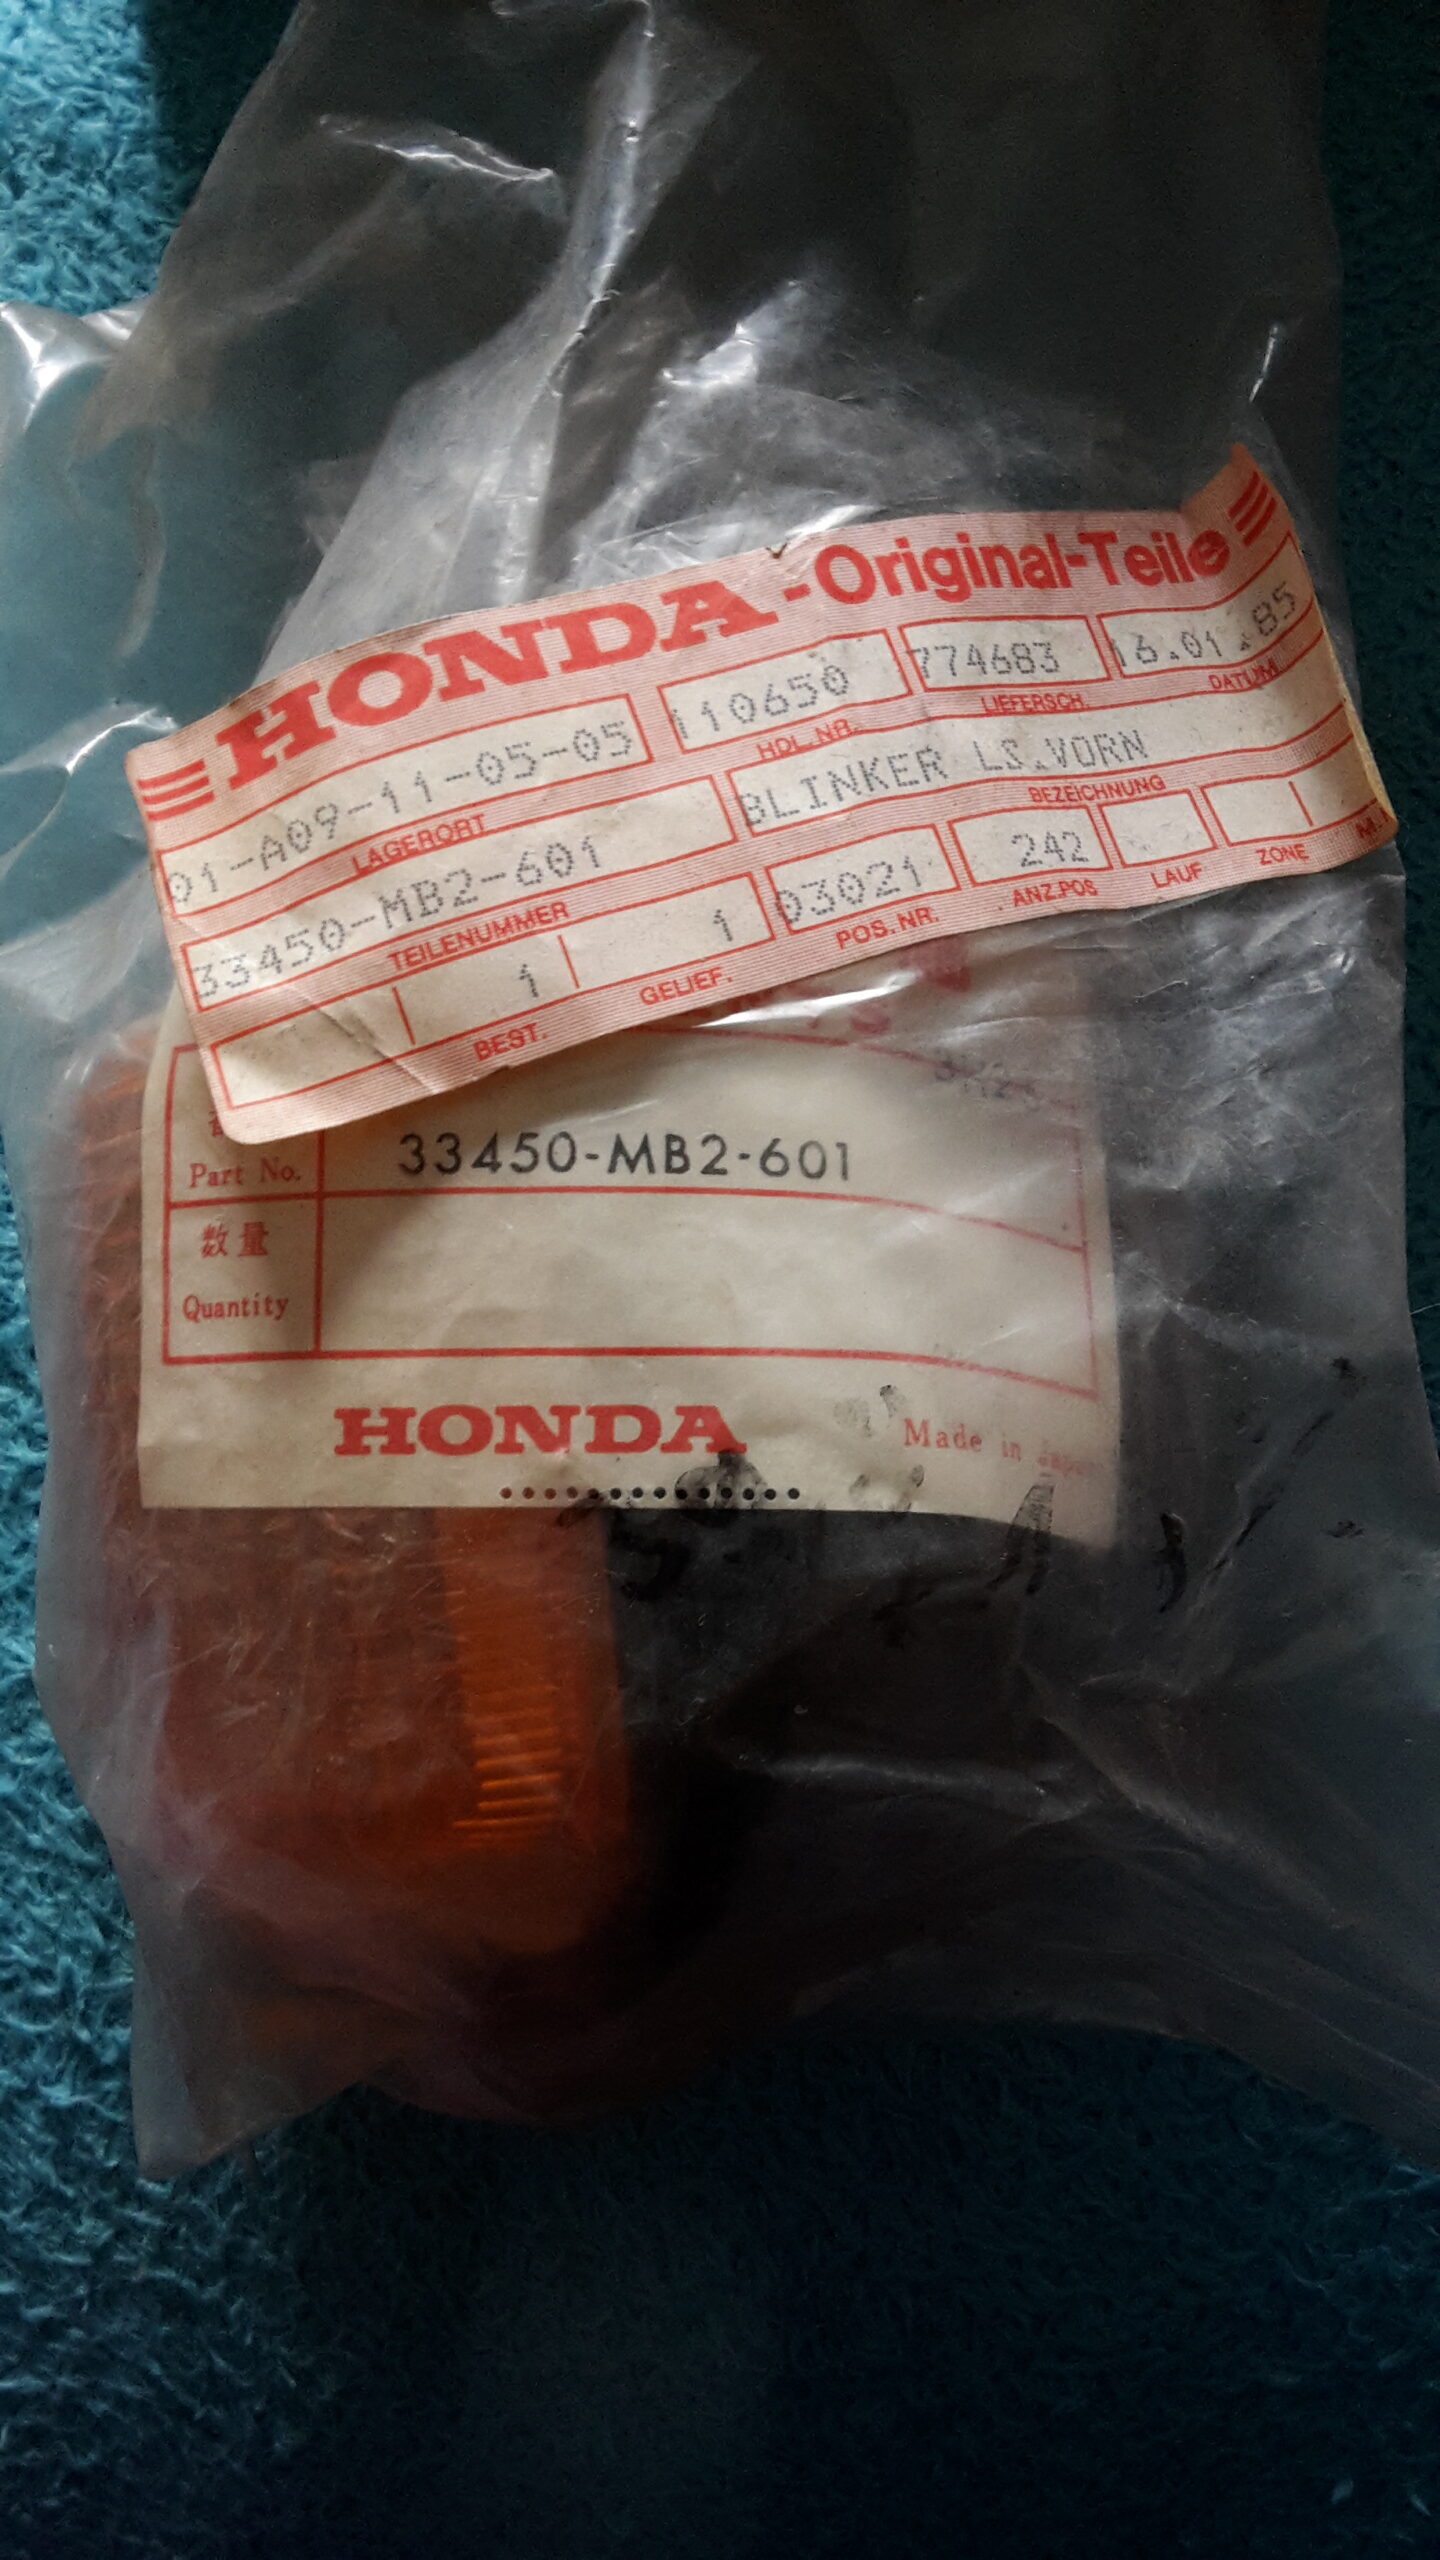 HONDA-Original-Teile
01-A09-11-05-05 110650 774683 16.01.85
LAGERORT HDL.NR. LIEFERSCH. DATUM
33450-MB2-601 BLINKER LS.VORN
TEILENUMMER BEZEICHNUNG
1 1 03021 242
BEST. GELIEF. POS.NR. ANZ.POS LAUF ZONE
Part No. 33450-MB2-601
数量
Quantity
HONDA
Made in Japan